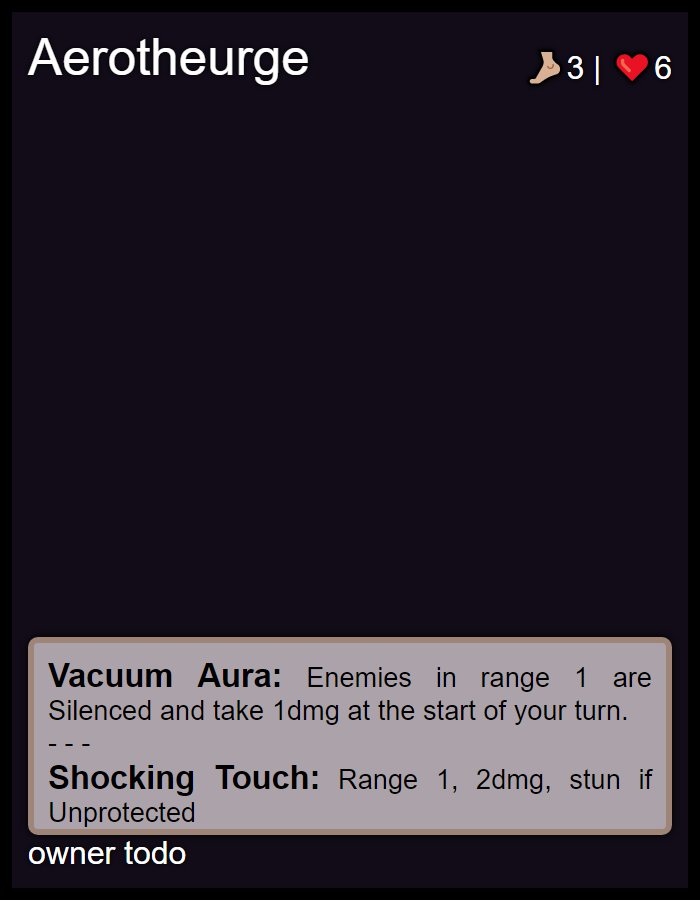 Aerotheurge
🦶🏼3 | ❤️6
Vacuum Aura: Enemies in range 1 are
Silenced and take 1dmg at the start of your turn.
- - -
Shocking Touch: Range 1, 2dmg, stun if
Unprotected
owner todo